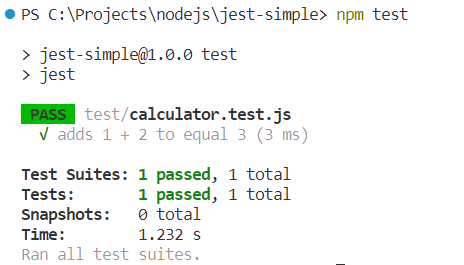 PS C:\Projects\nodejs\jest-simple> npm test
> jest-simple@1.0.0 test
> jest
PASS test/calculator.test.js
√ adds 1 + 2 to equal 3 (3 ms)
Test Suites: 1 passed, 1 total
Tests: 1 passed, 1 total
Snapshots: 0 total
Time: 1.232 s
Ran all test suites.